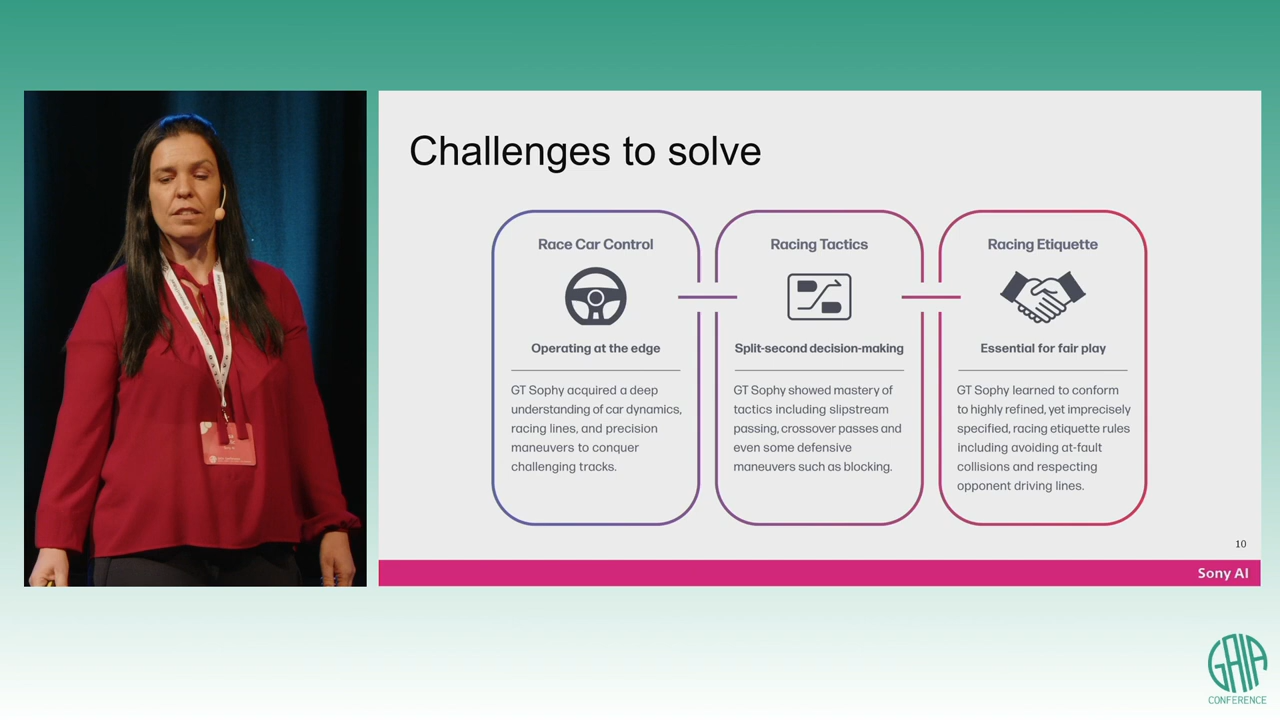 Challenges to solve
Race Car Control
Operating at the edge
GT Sophy acquired a deep
understanding of car dynamics,
racing lines, and precision
maneuvers to conquer
challenging tracks.
Racing Tactics
Split-second decision-making
GT Sophy showed mastery of
tactics including slipstream
passing, crossover passes and
even some defensive
maneuvers such as blocking.
Racing Etiquette
Essential for fair play
GT Sophy learned to conform
to highly refined, yet imprecisely
specified, racing etiquette rules
including avoiding at-fault
collisions and respecting
opponent driving lines.
10
Sony AI
GAIA
CONFERENCE